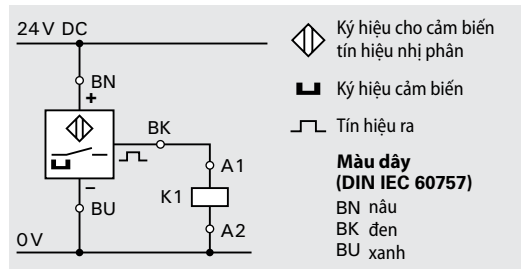 24 V DC
BN
+
BK
A1
K1
–
BU
A2
0 V
Ký hiệu cho cảm biến
tín hiệu nhị phân
Ký hiệu cảm biến
Tín hiệu ra
Màu dây
(DIN IEC 60757)
BN nâu
BK đen
BU xanh